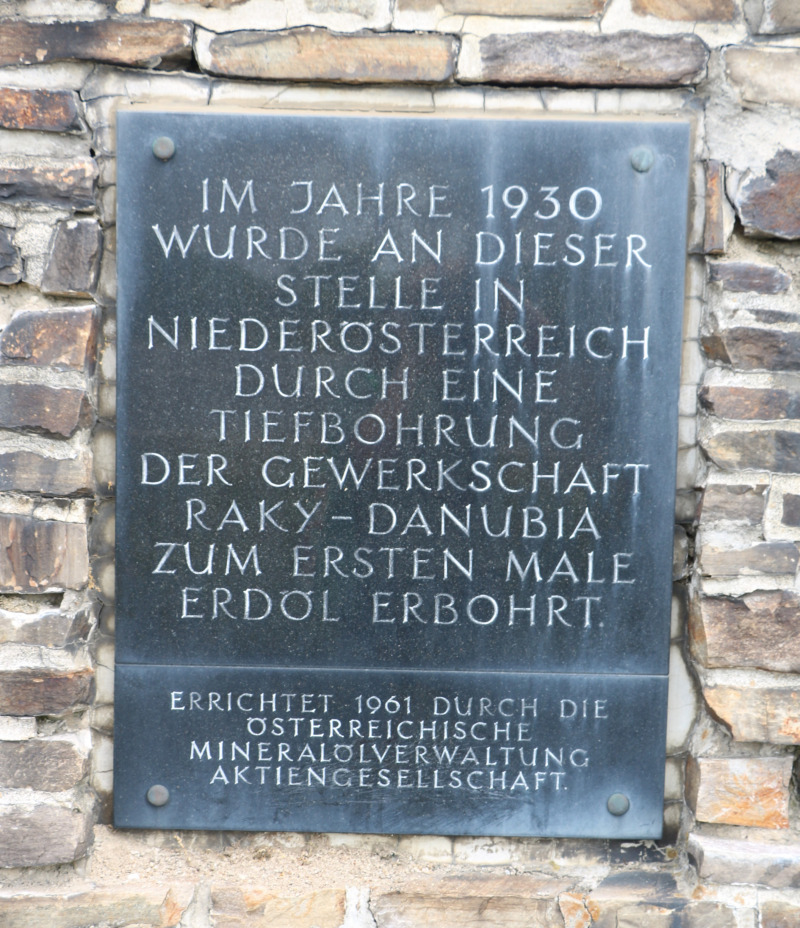 IM JAHRE 1930
WURDE AN DIESER
STELLE IN
NIEDERÖSTERREICH
DURCH EINE
TIEFBOHRUNG
DER GEWERKSCHAFT
RAKY-DANUBIA
ZUM ERSTEN MALE
ERDÖL ERBOHRT.
ERRICHTET 1961 DURCH DIE
ÖSTERREICHISCHE
MINERALÖLVERWALTUNG
AKTIENGESELLSCHAFT.